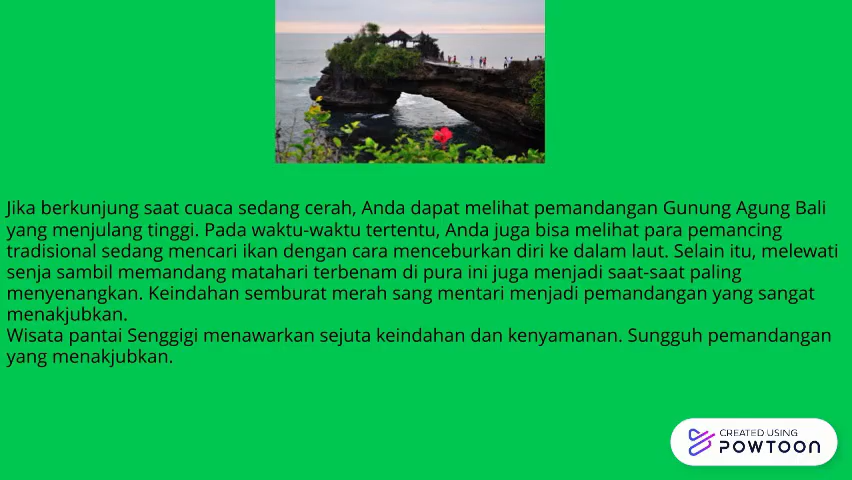 Jika berkunjung saat cuaca sedang cerah, Anda dapat melihat pemandangan Gunung Agung Bali
yang menjulang tinggi. Pada waktu-waktu tertentu, Anda juga bisa melihat para pemancing
tradisional sedang mencari ikan dengan cara menceburkan diri ke dalam laut. Selain itu, melewati
senja sambil memandang matahari terbenam di pura ini juga menjadi saat-saat paling
menyenangkan. Keindahan semburat merah sang mentari menjadi pemandangan yang sangat
menakjubkan.
Wisata pantai Senggigi menawarkan sejuta keindahan dan kenyamanan. Sungguh pemandangan
yang menakjubkan.
CREATED USING
POWTOON